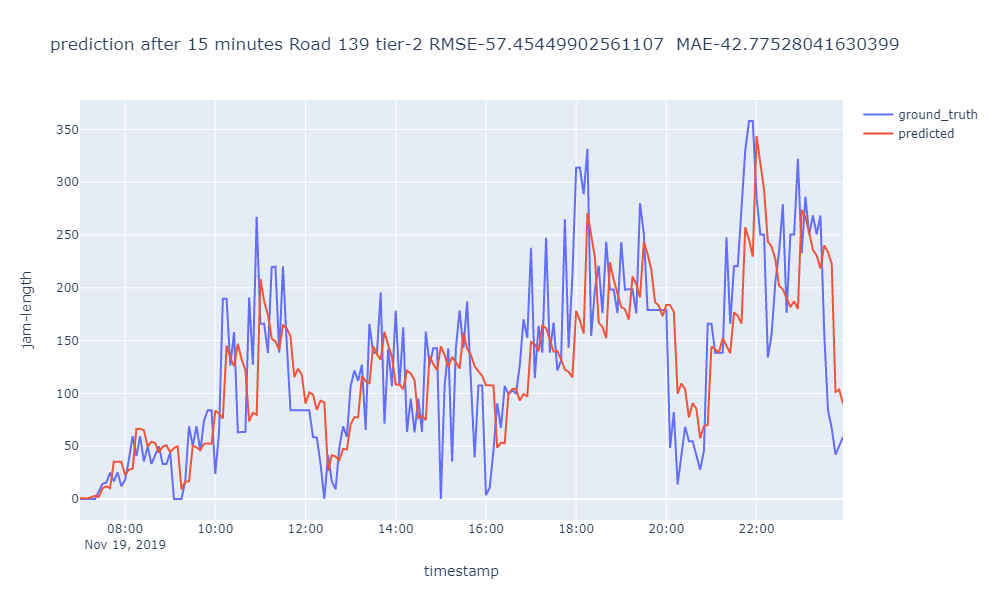 prediction after 15 minutes Road 139 tier-2 RMSE-57.45449902561107  MAE-42.77528041630399
ground_truth
predicted
350
300
250
200
150
100
50
0
jam-length
08:00 10:00 12:00 14:00 16:00 18:00 20:00 22:00
Nov 19, 2019
timestamp